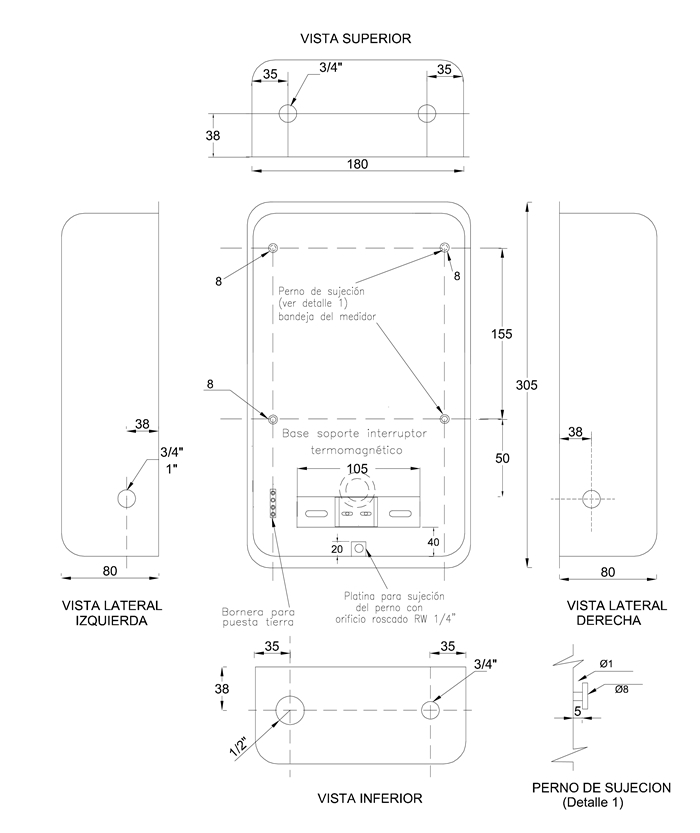 VISTA SUPERIOR
35
3/4"
35
38
180
8
8
Perno de sujeción
(ver detalle 1)
bandeja del medidor
155
305
8
38
3/4"
1"
80
VISTA LATERAL
IZQUIERDA
Base soporte interruptor
termomagnético
105
50
40
20
38
80
VISTA LATERAL
DERECHA
Bornera para
puesta tierra
Platina para sujeción
del perno con
orificio roscado RW 1/4"
35
35
3/4"
38
1/2"
VISTA INFERIOR
Ø1
Ø8
5
PERNO DE SUJECION
(Detalle 1)